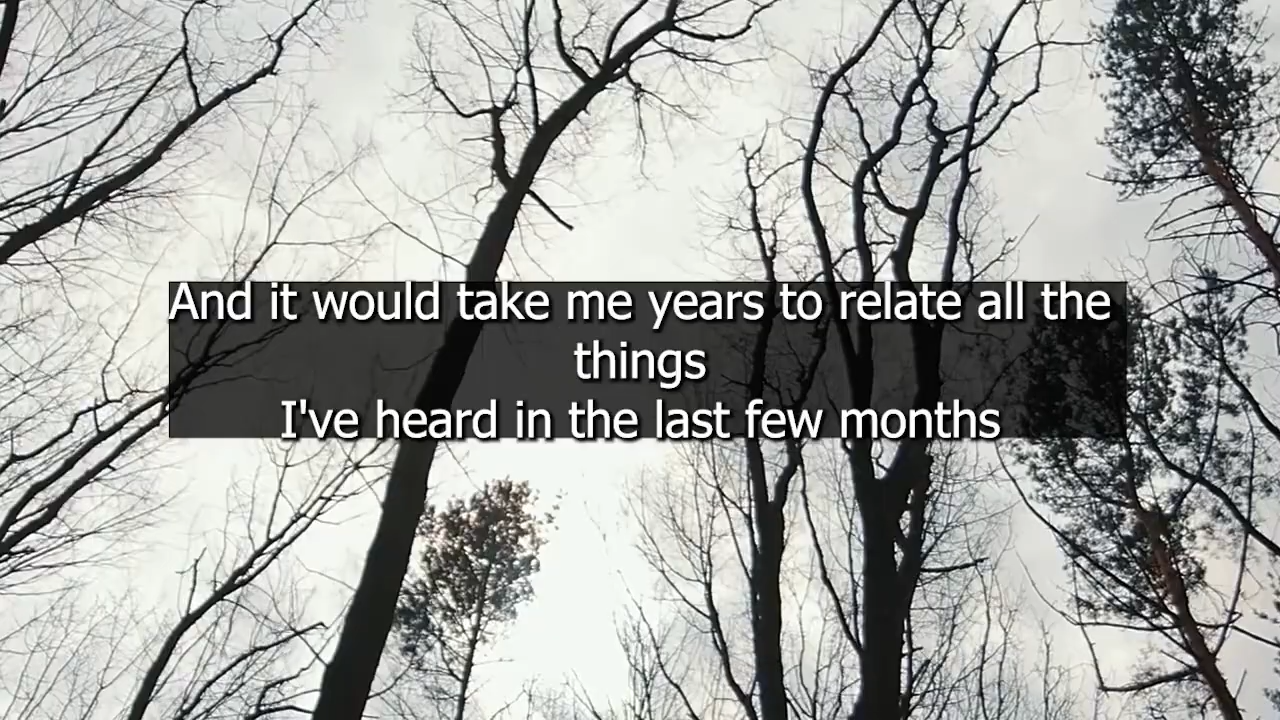 And it would take me years to relate all the
things
I've heard in the last few months